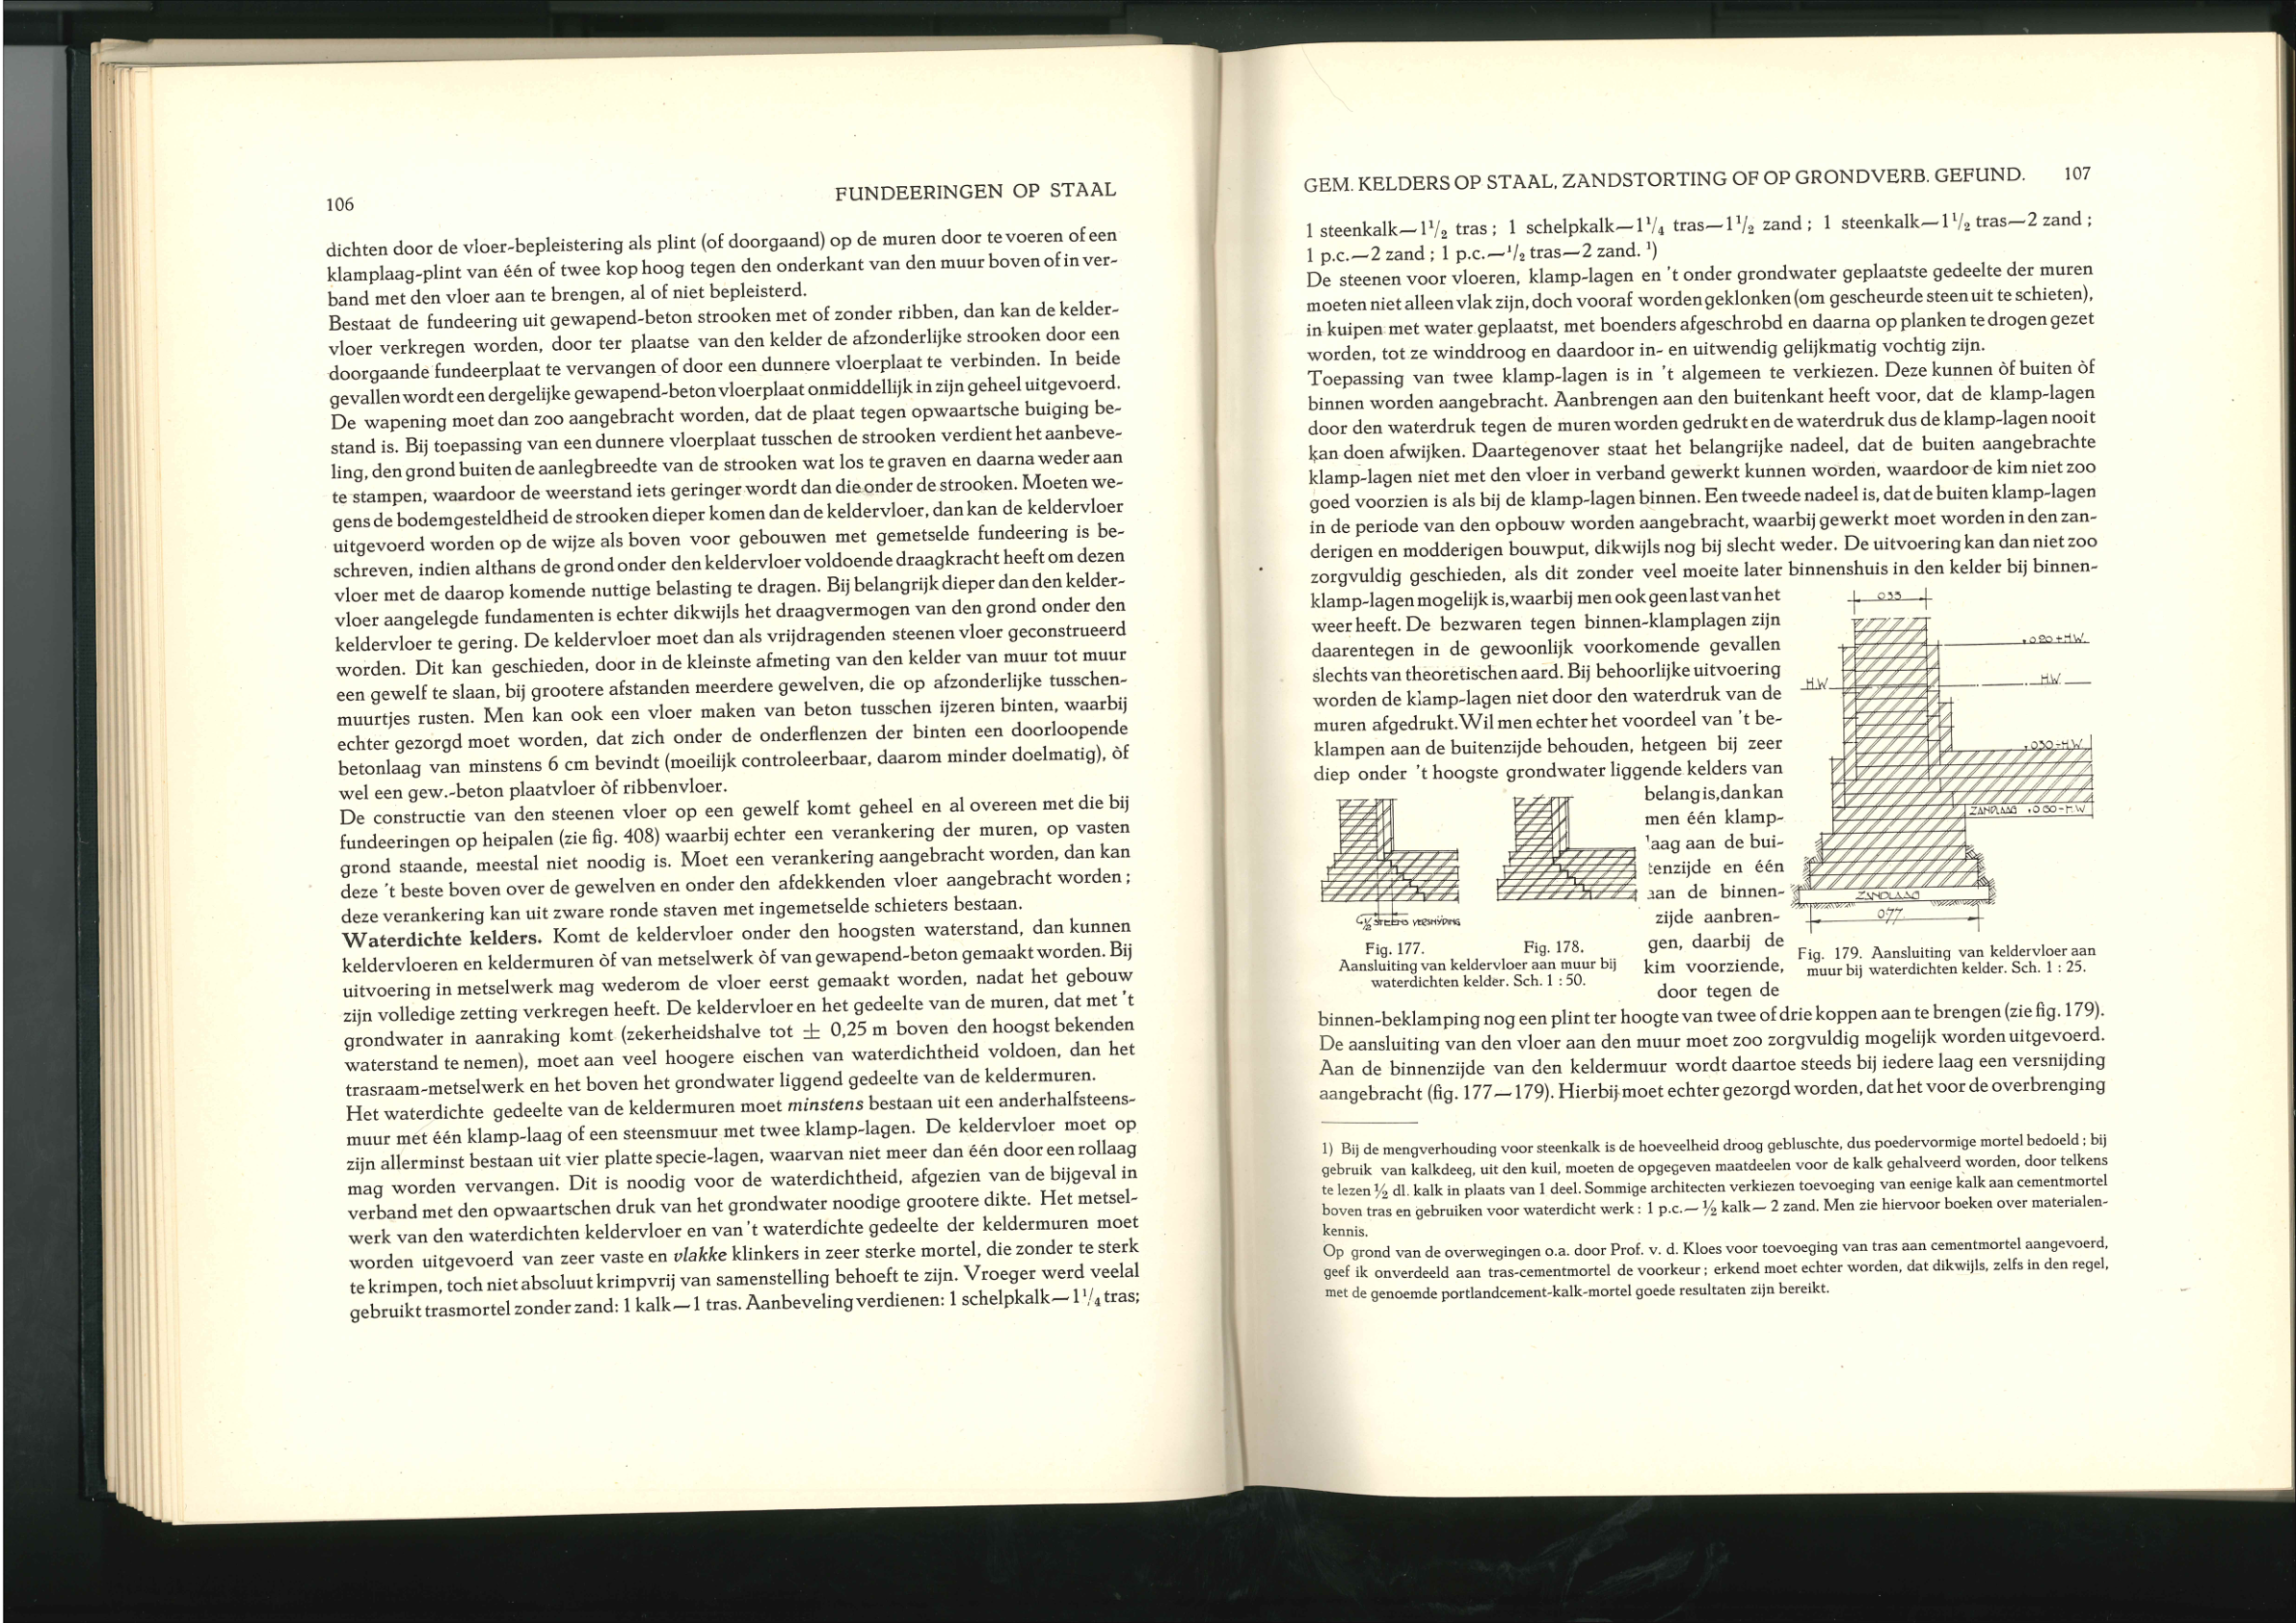 106
FUNDEERINGEN OP STAAL
dichten door de vloer-bepleistering als plint (of doorgaand) op de muren door te voeren of een
klamplaag-plint van één of twee kop hoog tegen den onderkant van den muur boven of in ver-
band met den vloer aan te brengen, al of niet bepleisterd.
Bestaat de fundeering uit gewapend-beton strooken met of zonder ribben, dan kan de kelder-
vloer verkregen worden, door ter plaatse van den kelder de afzonderlijke strooken door een
doorgaande fundeerplaat te vervangen of door een dunnere vloerplaat te verbinden. In beide
gevallen wordt een dergelijke gewapend-beton vloerplaat onmiddellijk in zijn geheel uitgevoerd.
De wapening moet dan zoo aangebracht worden, dat de plaat tegen opwaartsche buiging be-
stand is. Bij toepassing van een dunnere vloerplaat tusschen de strooken verdient het aanbeve-
ling, den grond buiten de aanlegbreedte van de strooken wat los te graven en daarna weder aan
te stampen, waardoor de weerstand iets geringer wordt dan die onder de strooken. Moeten we-
gens de bodemgesteldheid de strooken dieper komen dan de keldervloer, dan kan de keldervloer
uitgevoerd worden op de wijze als boven voor gebouwen met gemetselde fundeering is be-
schreven, indien althans de grond onder den keldervloer voldoende draagkracht heeft om dezen
vloer met de daarop komende nuttige belasting te dragen. Bij belangrijk dieper dan den kelder-
vloer aangelegde fundamenten is echter dikwijls het draagvermogen van den grond onder den
keldervloer te gering. De keldervloer moet dan als vrijdragenden steenen vloer geconstrueerd
worden. Dit kan geschieden, door in de kleinste afmeting van den kelder van muur tot muur
een gewelf te slaan, bij grootere afstanden meerdere gewelven, die op afzonderlijke tusschen-
muurtjes rusten. Men kan ook een vloer maken van beton tusschen ijzeren binten, waarbij
echter gezorgd moet worden, dat zich onder de onderflenzen der binten een doorloopende
betonlaag van minstens 6 cm bevindt (moeilijk controleerbaar, daarom minder doelmatig), òf
wel een gew.-beton plaatvloer òf ribbenvloer.
De constructie van den steenen vloer op een gewelf komt geheel en al overeen met die bij
fundeeringen op heipalen (zie fig. 408) waarbij echter een verankering der muren, op vasten
grond staande, meestal niet noodig is. Moet een verankering aangebracht worden, dan kan
deze 't beste boven over de gewelven en onder den afdekkenden vloer aangebracht worden;
deze verankering kan uit zware ronde staven met ingemetselde schieters bestaan.
Waterdichte kelders. Komt de keldervloer onder den hoogsten waterstand, dan kunnen
keldervloeren en keldermuren òf van metselwerk òf van gewapend-beton gemaakt worden. Bij
uitvoering in metselwerk mag wederom de vloer eerst gemaakt worden, nadat het gebouw
zijn volledige zetting verkregen heeft. De keldervloer en het gedeelte van de muren, dat met 't
grondwater in aanraking komt (zekerheidshalve tot ± 0,25 m boven den hoogst bekenden
waterstand te nemen), moet aan veel hoogere eischen van waterdichtheid voldoen, dan het
trasraam-metselwerk en het boven het grondwater liggend gedeelte van de keldermuren.
Het waterdichte gedeelte van de keldermuren moet minstens bestaan uit een anderhalfsteens-
muur met één klamp-laag of een steensmuur met twee klamp-lagen. De keldervloer moet op
zijn allerminst bestaan uit vier platte specie-lagen, waarvan niet meer dan één door een rollaag
mag worden vervangen. Dit is noodig voor de waterdichtheid, afgezien van de bijgeval in
verband met den opwaartschen druk van het grondwater noodige grootere dikte. Het metsel-
werk van den waterdichten keldervloer en van 't waterdichte gedeelte der keldermuren moet
worden uitgevoerd van zeer vaste en vlakke klinkers in zeer sterke mortel, die zonder te sterk
te krimpen, toch niet absoluut krimpvrij van samenstelling behoeft te zijn. Vroeger werd veelal
gebruikt trasmortel zonder zand: 1 kalk—1 tras. Aanbeveling verdienen: 1 schelpkalk—1¹/₄ tras;
GEM. KELDERS OP STAAL, ZANDSTORTING OF OP GRONDVERB. GEFUND. 107
1 steenkalk—1¹/₂ tras; 1 schelpkalk—1¹/₄ tras—1¹/₂ zand; 1 steenkalk—1¹/₂ tras—2 zand;
1 p.c.—2 zand; 1 p.c.—¹/₂ tras—2 zand. ¹)
De steenen voor vloeren, klamp-lagen en 't onder grondwater geplaatste gedeelte der muren
moeten niet alleen vlak zijn, doch vooraf worden geklonken (om gescheurde steen uit te schieten),
in kuipen met water geplaatst, met boenders afgeschrobd en daarna op planken te drogen gezet
worden, tot ze winddroog en daardoor in- en uitwendig gelijkmatig vochtig zijn.
Toepassing van twee klamp-lagen is in 't algemeen te verkiezen. Deze kunnen òf buiten òf
binnen worden aangebracht. Aanbrengen aan den buitenkant heeft voor, dat de klamp-lagen
door den waterdruk tegen de muren worden gedrukt en de waterdruk dus de klamp-lagen nooit
kan doen afwijken. Daartegenover staat het belangrijke nadeel, dat de buiten aangebrachte
klamp-lagen niet met den vloer in verband gewerkt kunnen worden, waardoor de kim niet zoo
goed voorzien is als bij de klamp-lagen binnen. Een tweede nadeel is, dat de buiten klamp-lagen
in de periode van den opbouw worden aangebracht, waarbij gewerkt moet worden in den zan-
derigen en modderigen bouwput, dikwijls nog bij slecht weder. De uitvoering kan dan niet zoo
zorgvuldig geschieden, als dit zonder veel moeite later binnenshuis in den kelder bij binnen-
klamp-lagen mogelijk is, waarbij men ook geen last van het
weer heeft. De bezwaren tegen binnen-klamplagen zijn
daarentegen in de gewoonlijk voorkomende gevallen
slechts van theoretischen aard. Bij behoorlijke uitvoering
worden de klamp-lagen niet door den waterdruk van de
muren afgedrukt. Wil men echter het voordeel van 't be-
klampen aan de buitenzijde behouden, hetgeen bij zeer
diep onder 't hoogste grondwater liggende kelders van
belang is, dan kan
men één klamp-
laag aan de bui-
tenzijde en één
aan de binnen-
zijde aanbren-
gen, daarbij de
kim voorziende,
door tegen de
½ STEENS VERSNIJDING
Fig. 177.
Fig. 178.
Aansluiting van keldervloer aan muur bij
waterdichten kelder. Sch. 1 : 50.
033
+020+H.W.
H.W.
H.W.
+030-H.W.
ZANDLAAG
ZANDLAAG
077
Fig. 179. Aansluiting van keldervloer aan
muur bij waterdichten kelder. Sch. 1 : 25.
binnen-beklamping nog een plint ter hoogte van twee of drie koppen aan te brengen (zie fig. 179).
De aansluiting van den vloer aan den muur moet zoo zorgvuldig mogelijk worden uitgevoerd.
Aan de binnenzijde van den keldermuur wordt daartoe steeds bij iedere laag een versnijding
aangebracht (fig. 177—179). Hierbij moet echter gezorgd worden, dat het voor de overbrenging
1) Bij de mengverhouding voor steenkalk is de hoeveelheid droog gebluschte, dus poedervormige mortel bedoeld; bij
gebruik van kalkdeeg, uit den kuil, moeten de opgegeven maatdeelen voor de kalk gehalveerd worden, door telkens
te lezen ½ dl. kalk in plaats van 1 deel. Sommige architecten verkiezen toevoeging van eenige kalk aan cementmortel
boven tras en gebruiken voor waterdicht werk: 1 p.c.— ½ kalk— 2 zand. Men zie hiervoor boeken over materialen-
kennis.
Op grond van de overwegingen o.a. door Prof. v. d. Kloes voor toevoeging van tras aan cementmortel aangevoerd,
geef ik onverdeeld aan tras-cementmortel de voorkeur; erkend moet echter worden, dat dikwijls, zelfs in den regel,
met de genoemde portlandcement-kalk-mortel goede resultaten zijn bereikt.